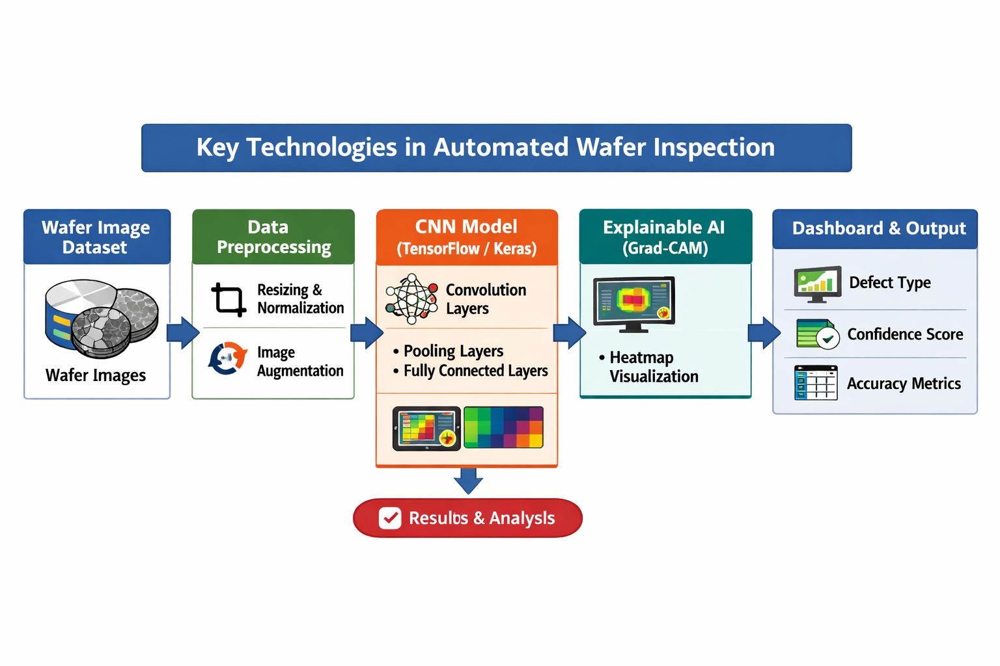 Key Technologies in Automated Wafer Inspection
Wafer Image
Dataset
Wafer Images
Data
Preprocessing
Resizing &
Normalization
Image
Augmentation
CNN Model
(TensorFlow / Keras)
Convolution
Layers
• Pooling Layers
• Fully Connected Layers
Explainable AI
(Grad-CAM)
• Heatmap
Visualization
Dashboard & Output
Defect Type
Confidence Score
Accuracy Metrics
Results & Analysis